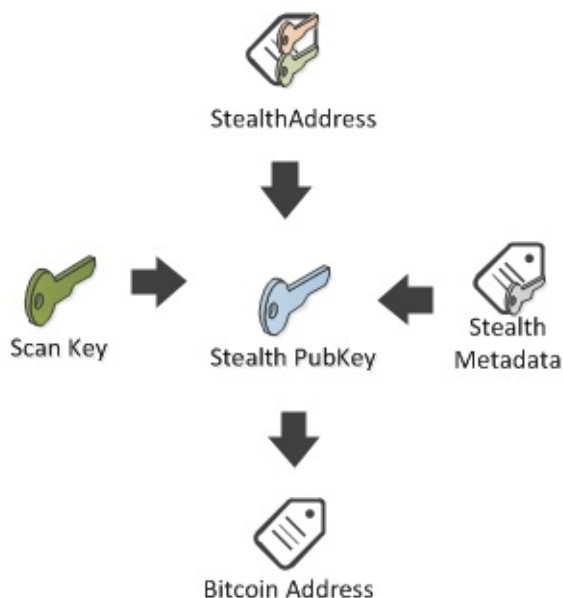 StealthAddress
Scan Key
Stealth PubKey
Stealth
Metadata
Bitcoin Address